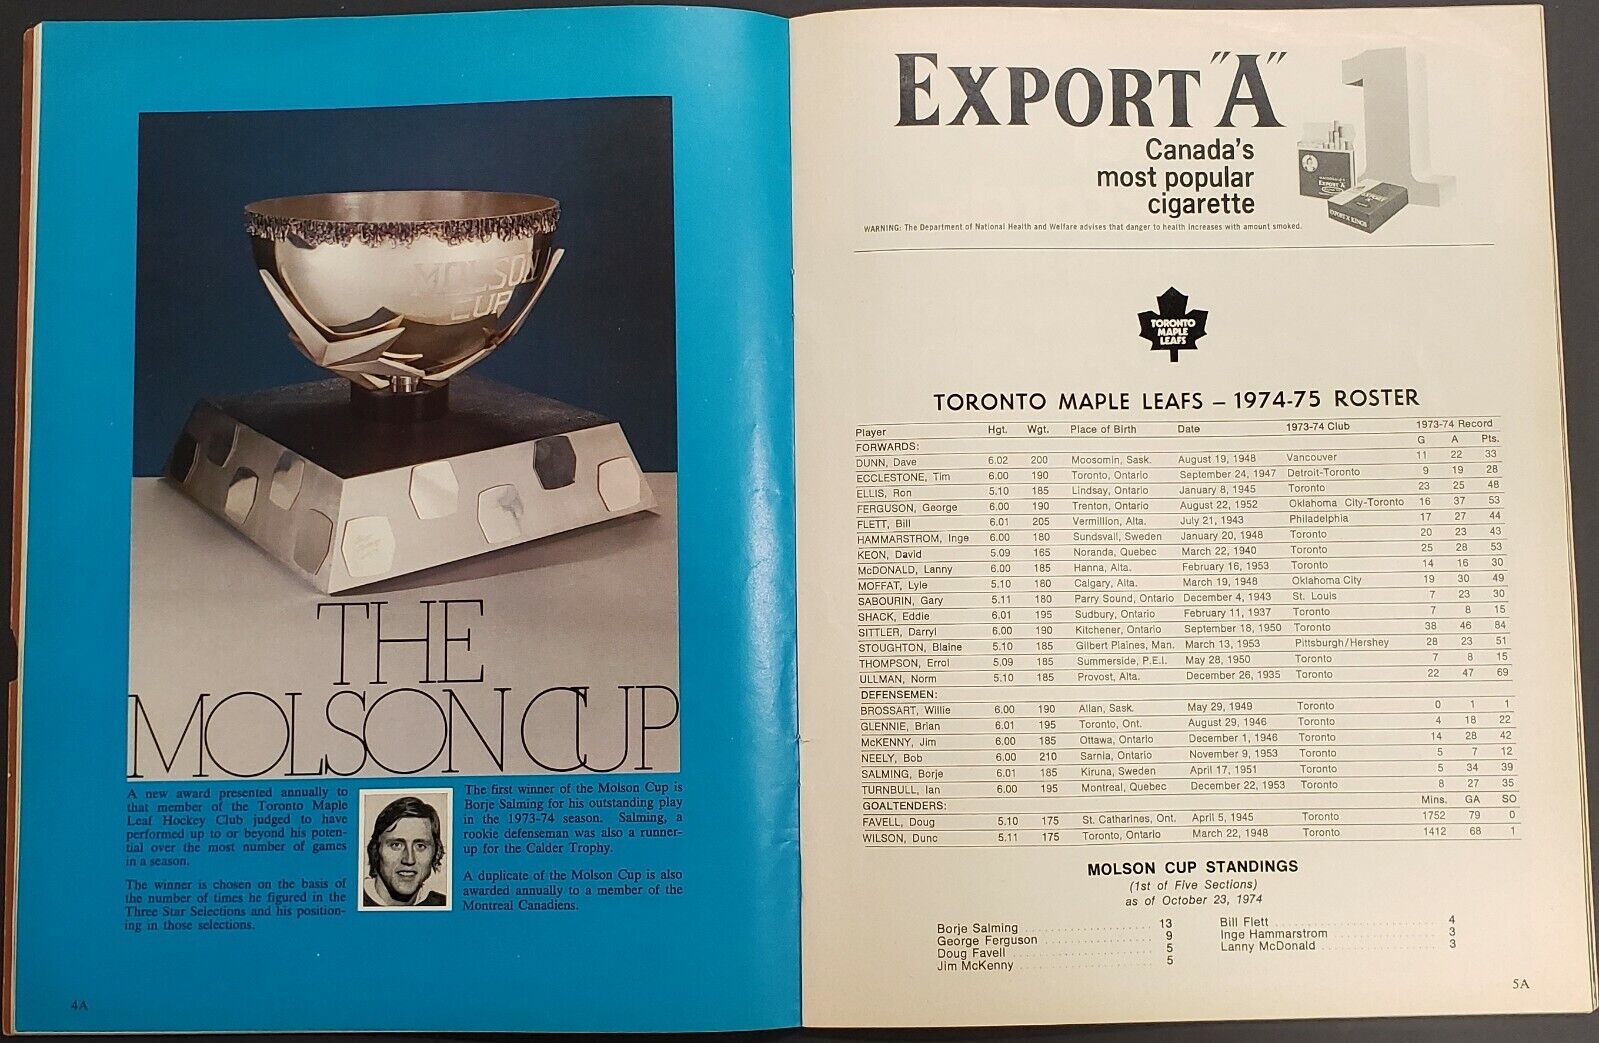 MOLSON
CUP
THE
MOLSON CUP
A new award presented annually to
that member of the Toronto Maple
Leaf Hockey Club judged to have
performed up to or beyond his poten-
tial over the most number of games
in a season.
The winner is chosen on the basis of
the number of times he figured in the
Three Star Selections and his position-
ing in those selections.
The first winner of the Molson Cup is
Borje Salming for his outstanding play
in the 1973-74 season. Salming, a
rookie defenseman was also a runner-
up for the Calder Trophy.
A duplicate of the Molson Cup is also
awarded annually to a member of the
Montreal Canadiens.
4A
EXPORT "A"
Canada's
most popular
cigarette
1
EXPORT "A"
EXPORT "A"
EXPORT "A" KINGS
WARNING: The Department of National Health and Welfare advises that danger to health increases with amount smoked.
TORONTO
MAPLE
LEAFS
TORONTO MAPLE LEAFS – 1974-75 ROSTER
Player Hgt. Wgt. Place of Birth Date 1973-74 Club 1973-74 Record
FORWARDS: G A Pts.
DUNN, Dave 6.02 200 Moosomin, Sask. August 19, 1948 Vancouver 11 22 33
ECCLESTONE, Tim 6.00 190 Toronto, Ontario September 24, 1947 Detroit-Toronto 9 19 28
ELLIS, Ron 5.10 185 Lindsay, Ontario January 8, 1945 Toronto 23 25 48
FERGUSON, George 6.00 190 Trenton, Ontario August 22, 1952 Oklahoma City-Toronto 16 37 53
FLETT, Bill 6.01 205 Vermillion, Alta. July 21, 1943 Philadelphia 17 27 44
HAMMARSTROM, Inge 6.00 180 Sundsvall, Sweden January 20, 1948 Toronto 20 23 43
KEON, David 5.09 165 Noranda, Quebec March 22, 1940 Toronto 25 28 53
McDONALD, Lanny 6.00 185 Hanna, Alta. February 16, 1953 Toronto 14 16 30
MOFFAT, Lyle 5.10 180 Calgary, Alta. March 19, 1948 Oklahoma City 19 30 49
SABOURIN, Gary 5.11 180 Parry Sound, Ontario December 4, 1943 St. Louis 7 23 30
SHACK, Eddie 6.01 195 Sudbury, Ontario February 11, 1937 Toronto 7 8 15
SITTLER, Darryl 6.00 190 Kitchener, Ontario September 18, 1950 Toronto 38 46 84
STOUGHTON, Blaine 5.10 185 Gilbert Plaines, Man. March 13, 1953 Pittsburgh/Hershey 28 23 51
THOMPSON, Errol 5.09 185 Summerside, P.E.I. May 28, 1950 Toronto 7 8 15
ULLMAN, Norm 5.10 185 Provost, Alta. December 26, 1935 Toronto 22 47 69
DEFENSEMEN:
BROSSART, Willie 6.00 190 Allan, Sask. May 29, 1949 Toronto 0 1 1
GLENNIE, Brian 6.01 195 Toronto, Ont. August 29, 1946 Toronto 4 18 22
McKENNY, Jim 6.00 185 Ottawa, Ontario December 1, 1946 Toronto 14 28 42
NEELY, Bob 6.00 210 Sarnia, Ontario November 9, 1953 Toronto 5 7 12
SALMING, Borje 6.01 185 Kiruna, Sweden April 17, 1951 Toronto 5 34 39
TURNBULL, Ian 6.00 195 Montreal, Quebec December 22, 1953 Toronto 8 27 35
GOALTENDERS: Mins. GA SO
FAVELL, Doug 5.10 175 St. Catharines, Ont. April 5, 1945 Toronto 1752 79 0
WILSON, Dunc 5.11 175 Toronto, Ontario March 22, 1948 Toronto 1412 68 1
MOLSON CUP STANDINGS
(1st of Five Sections)
as of October 23, 1974
Borje Salming 13
George Ferguson 9
Doug Favell 5
Jim McKenny 5
Bill Flett 4
Inge Hammarstrom 3
Lanny McDonald 3
5A